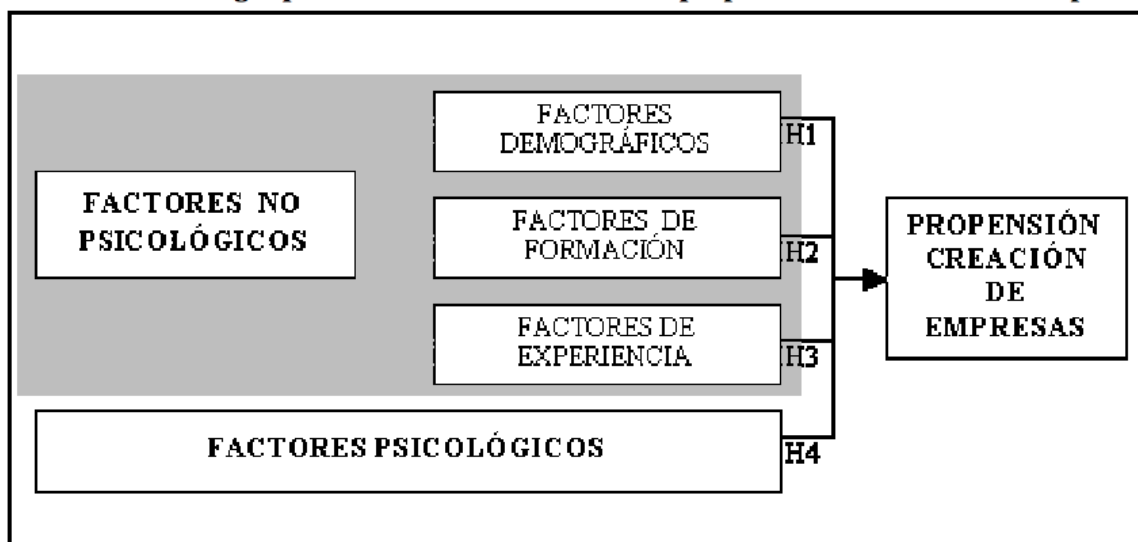 FACTORES
DEMOGRÁFICOS
H1
FACTORES NO
PSICOLÓGICOS
FACTORES DE
FORMACIÓN
H2
FACTORES DE
EXPERIENCIA
H3
FACTORES PSICOLÓGICOS
H4
PROPENSIÓN
CREACIÓN
DE
EMPRESAS